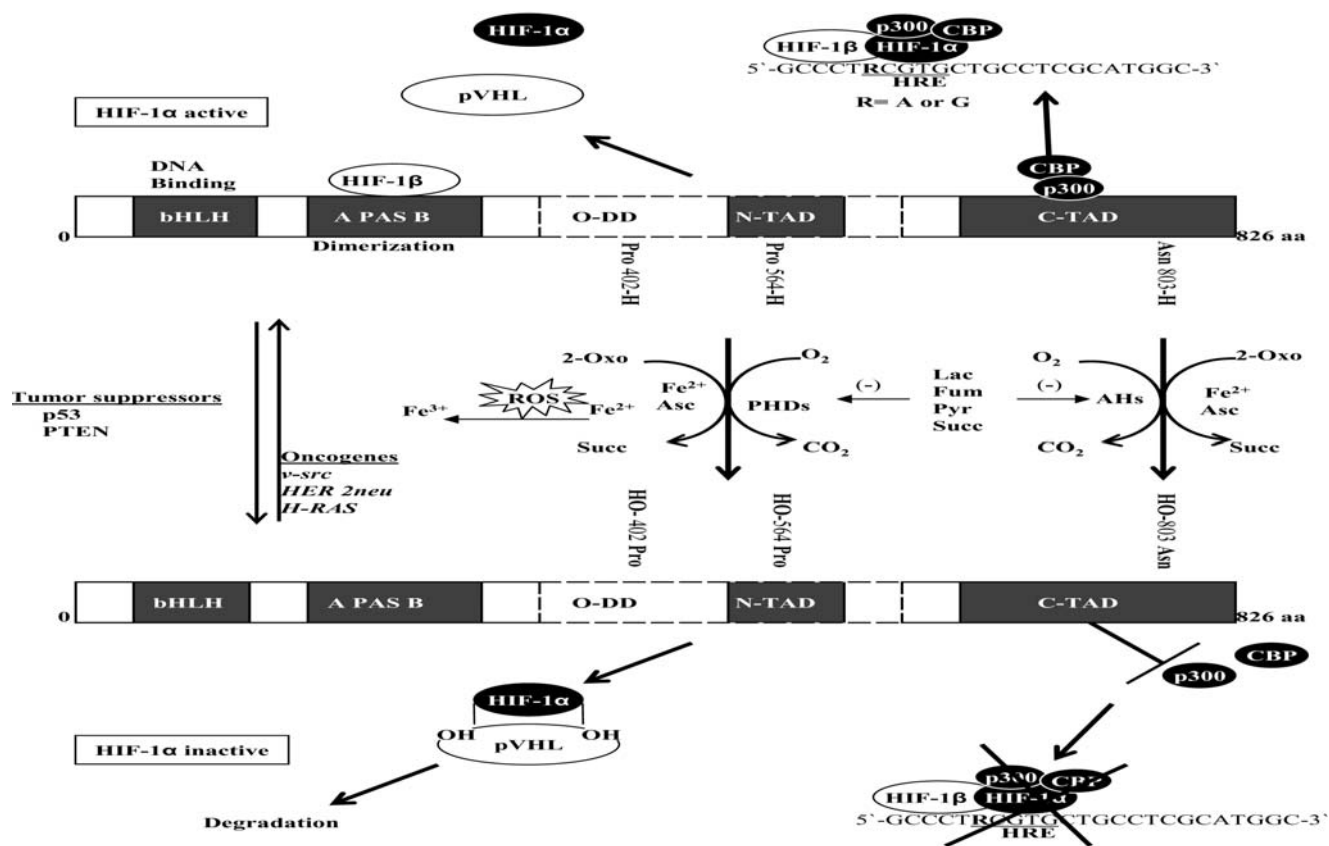 HIF-1α
p300
CBP
HIF-1β
HIF-1α
5`-GCCCTRCGTGCTGCCTCGCATGGC-3`
HRE
R= A or G
pVHL
HIF-1α active
DNA
Binding
HIF-1β
CBP
p300
0
bHLH
A PAS B
O-DD
N-TAD
C-TAD
826 aa
Dimerization
Pro 402-H
Pro 564-H
Asn 803-H
2-Oxo
O₂
Lac
Fum
Pyr
Succ
(-)
(-)
O₂
2-Oxo
Tumor suppressors
p53
PTEN
Fe³⁺
ROS
Fe²⁺
Fe²⁺
Asc
PHDs
AHs
Fe²⁺
Asc
Succ
CO₂
CO₂
Succ
Oncogenes
v-src
HER 2neu
H-RAS
HO-402 Pro
HO-564 Pro
HO-803 Asn
0
bHLH
A PAS B
O-DD
N-TAD
C-TAD
826 aa
CBP
p300
HIF-1α
OH
pVHL
OH
HIF-1α inactive
Degradation
p300
CBP
HIF-1β
HIF-1α
5`-GCCCTRCGTGCTGCCTCGCATGGC-3`
HRE